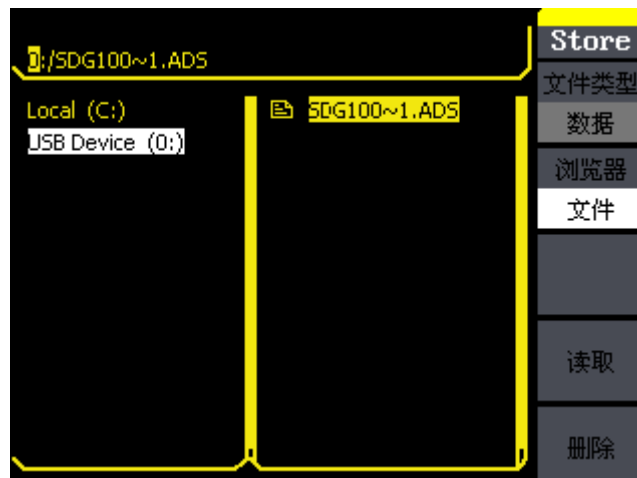 0:/SDG100~1.ADS
Local (C:)
USB Device (0:)
SDG100~1.ADS
Store
文件类型
数据
浏览器
文件
读取
删除